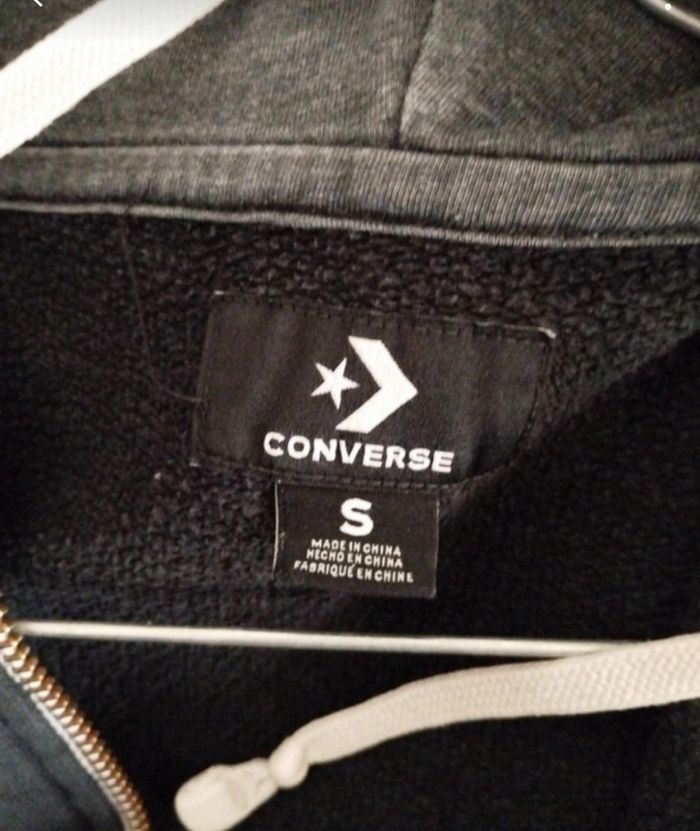 CONVERSE
S
MADE IN CHINA
HECHO EN CHINA
FABRIQUÉ EN CHINE